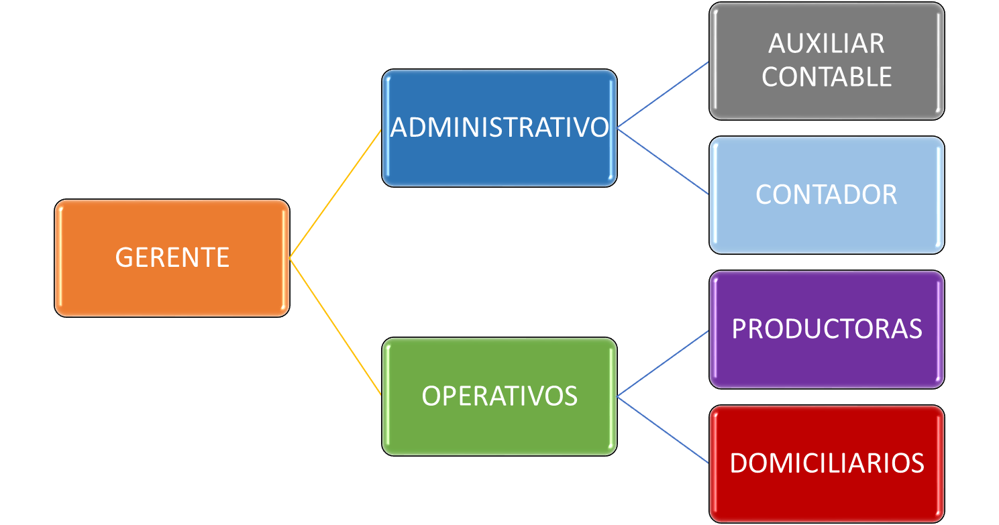 GERENTE
ADMINISTRATIVO
AUXILIAR
CONTABLE
CONTADOR
OPERATIVOS
PRODUCTORAS
DOMICILIARIOS